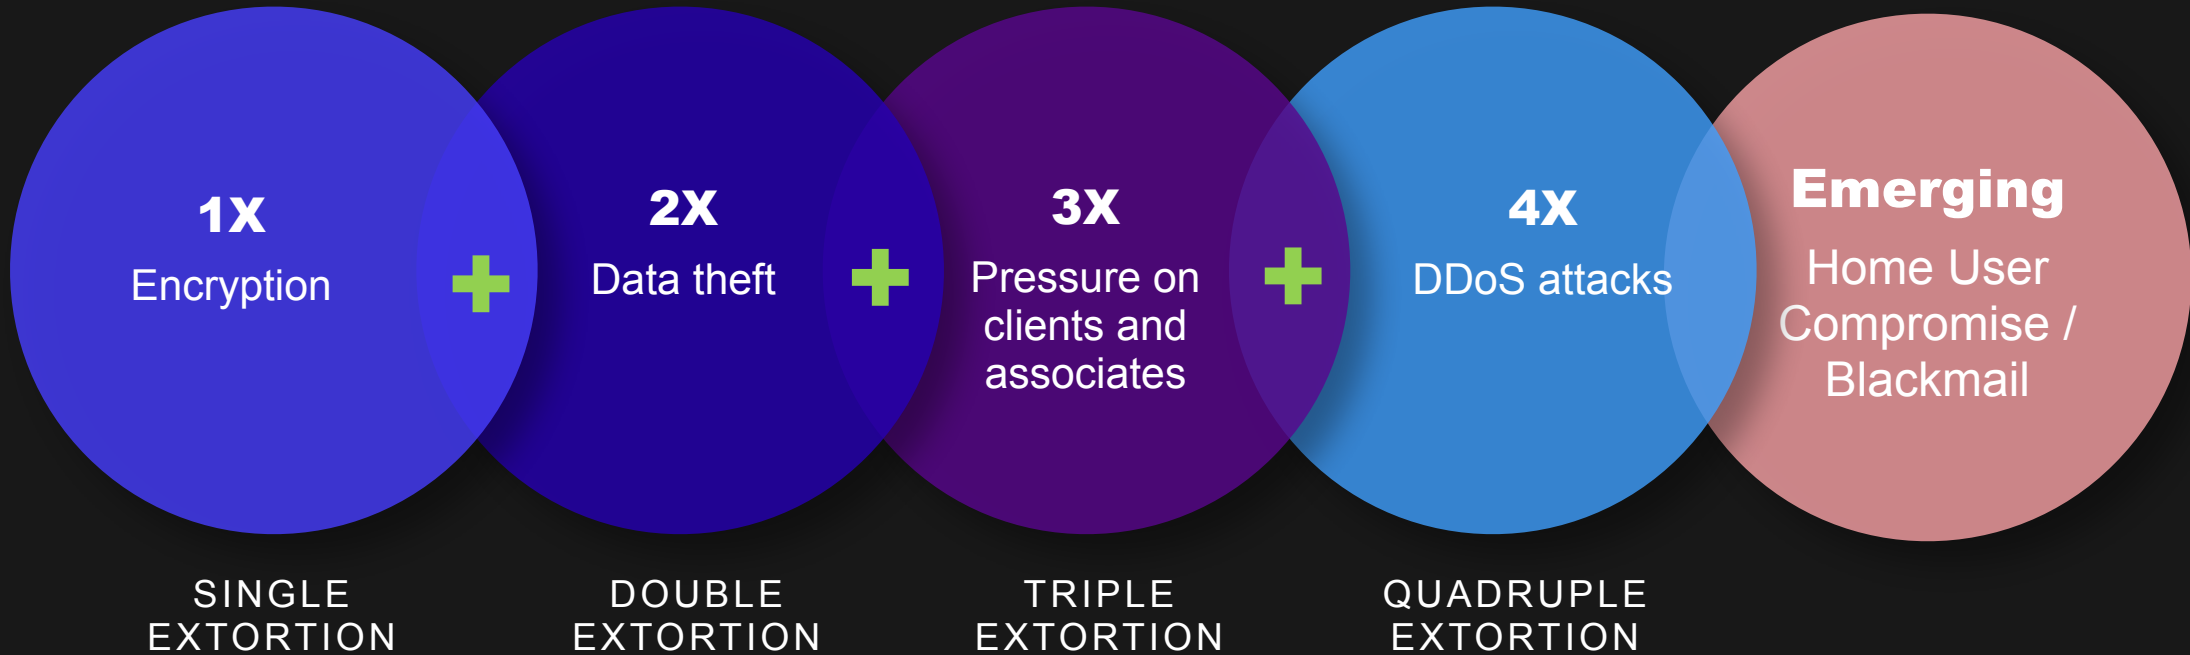 1X
Encryption
2X
Data theft
3X
Pressure on
clients and
associates
4X
DDoS attacks
Emerging
Home User
Compromise /
Blackmail
SINGLE
EXTORTION
DOUBLE
EXTORTION
TRIPLE
EXTORTION
QUADRUPLE
EXTORTION